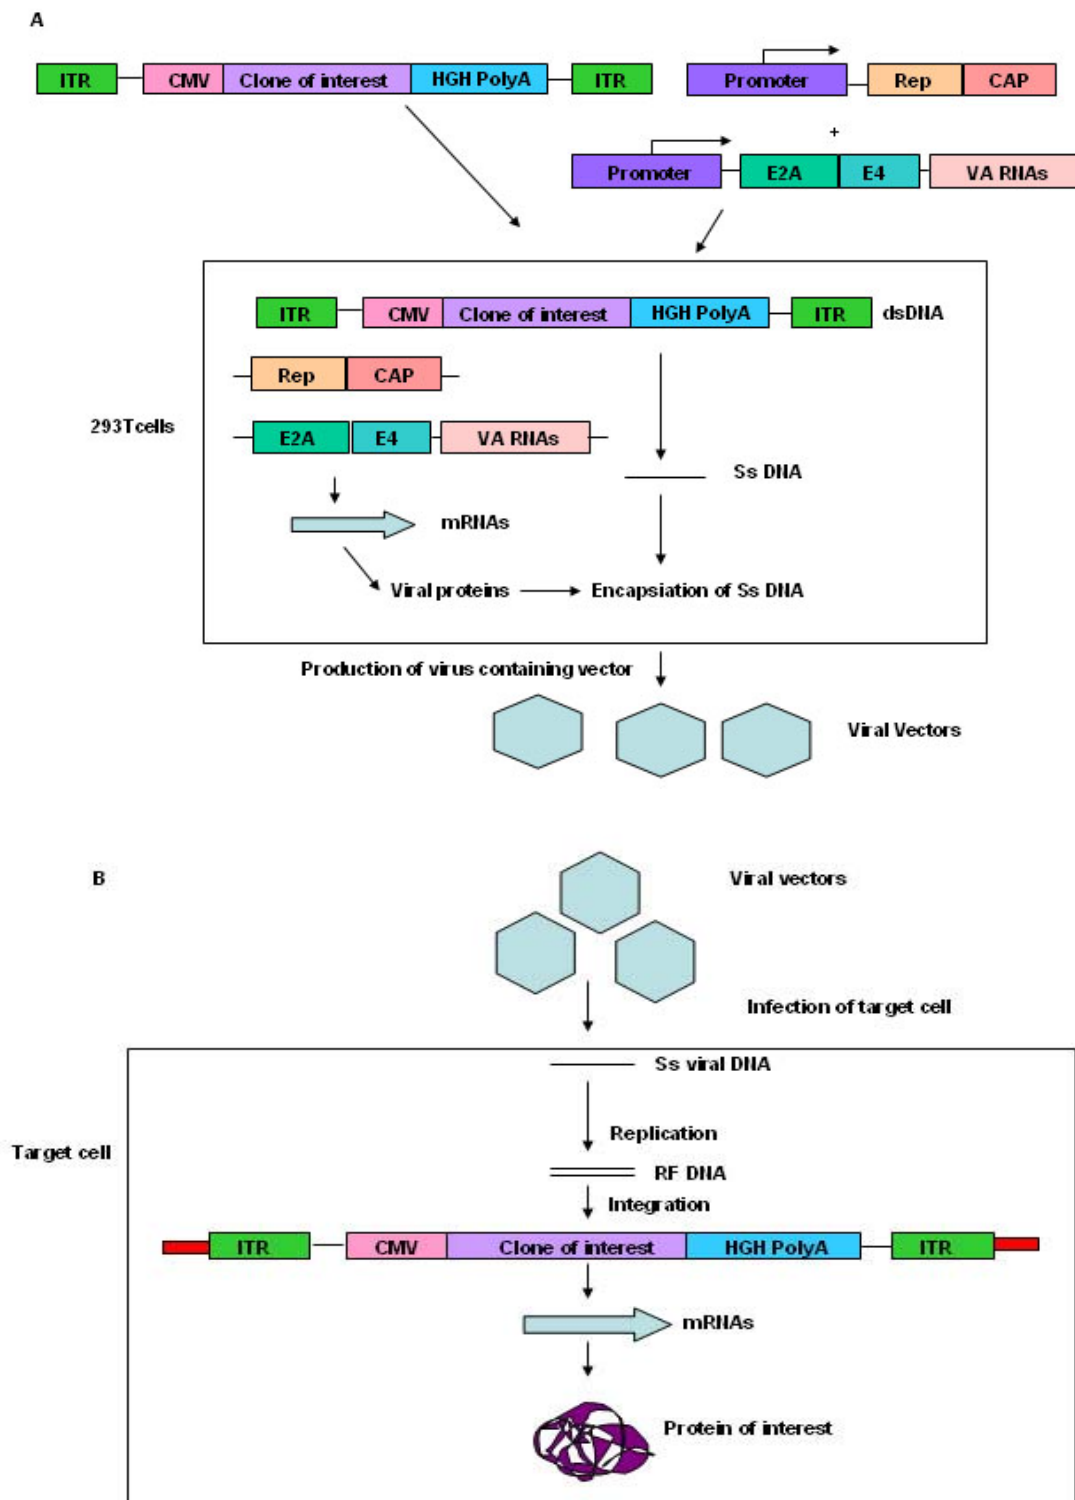 A
ITR CMV Clone of interest HGH PolyA ITR
Promoter Rep CAP
+
Promoter E2A E4 VA RNAs
ITR CMV Clone of interest HGH PolyA ITR dsDNA
Rep CAP
293Tcells
E2A E4 VA RNAs
Ss DNA
mRNAs
Viral proteins Encapsiation of Ss DNA
Production of virus containing vector
Viral Vectors
B
Viral vectors
Infection of target cell
Ss viral DNA
Replication
Target cell
RF DNA
Integration
ITR CMV Clone of interest HGH PolyA ITR
mRNAs
Protein of interest